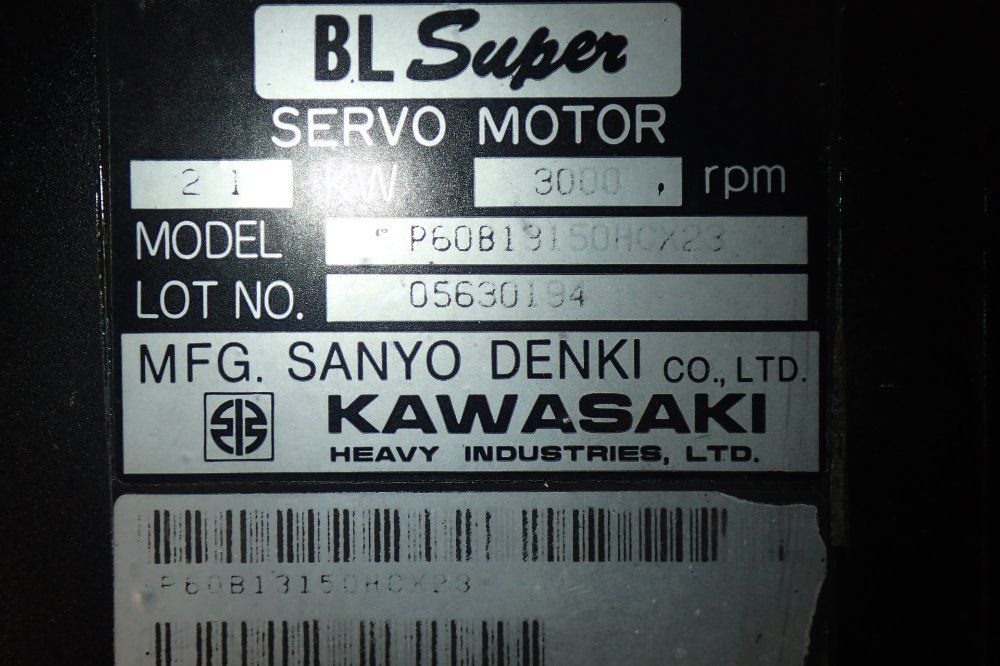 BL Super
SERVO MOTOR
2 1 KW 3000 rpm
MODEL P60B13150HCX23
LOT NO. 05630194
MFG. SANYO DENKI CO., LTD.
KAWASAKI
HEAVY INDUSTRIES, LTD.
P60B13150HCX23